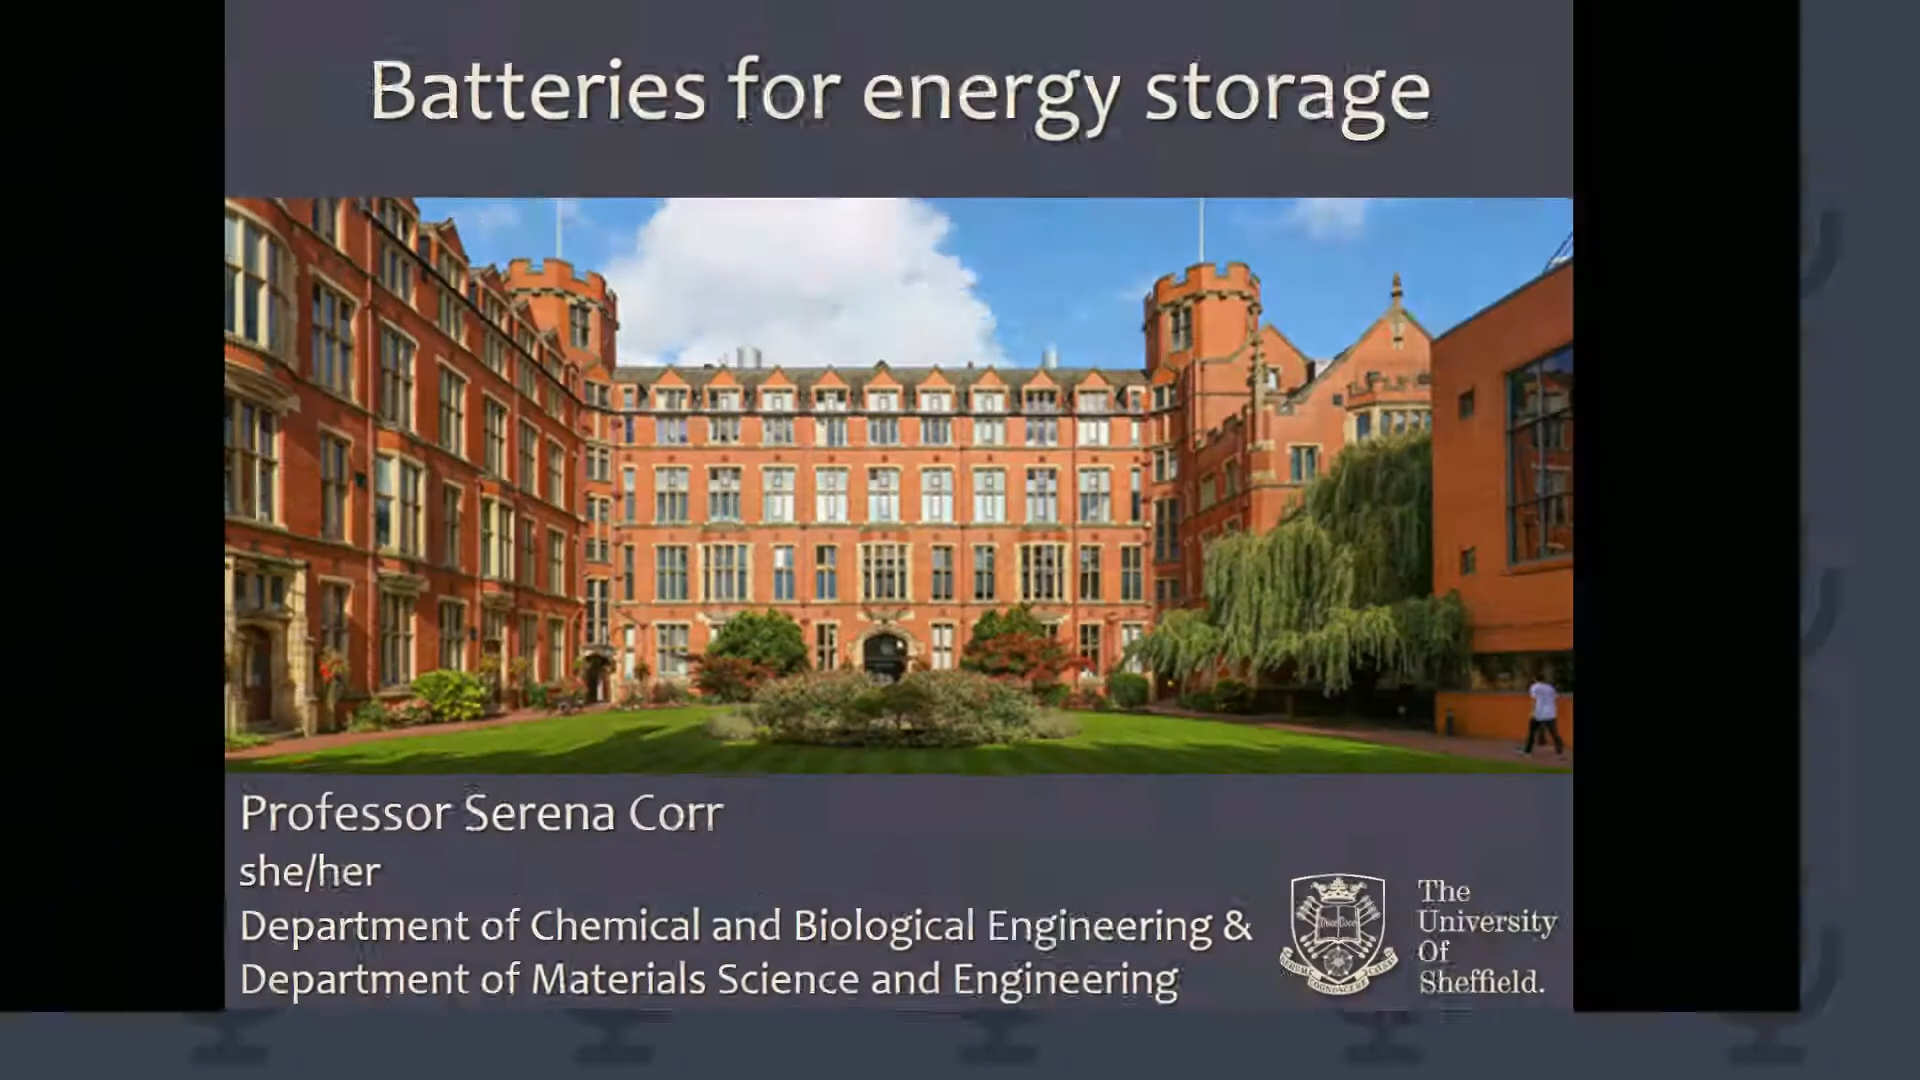 Batteries for energy storage
Professor Serena Corr
she/her
Department of Chemical and Biological Engineering &
Department of Materials Science and Engineering
The
University
Of
Sheffield.